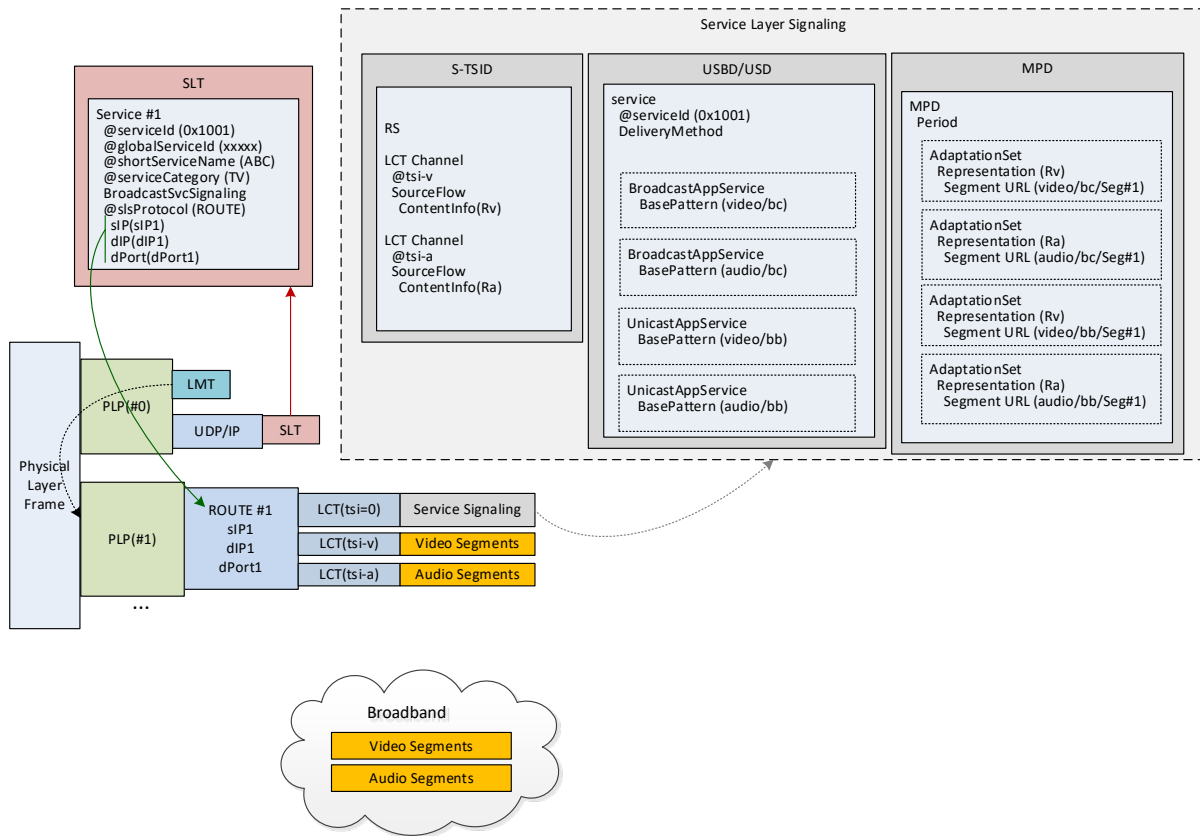 Service Layer Signaling
SLT
Service #1
@serviceId (0x1001)
@globalServiceId (xxxxx)
@shortServiceName (ABC)
@serviceCategory (TV)
BroadcastSvcSignaling
@slsProtocol (ROUTE)
sIP(sIP1)
dIP(dIP1)
dPort(dPort1)
S-TSID
RS
LCT Channel
@tsi-v
SourceFlow
ContentInfo(Rv)
LCT Channel
@tsi-a
SourceFlow
ContentInfo(Ra)
USBD/USD
service
@serviceId (0x1001)
DeliveryMethod
BroadcastAppService
BasePattern (video/bc)
BroadcastAppService
BasePattern (audio/bc)
UnicastAppService
BasePattern (video/bb)
UnicastAppService
BasePattern (audio/bb)
MPD
MPD
Period
AdaptationSet
Representation (Rv)
Segment URL (video/bc/Seg#1)
AdaptationSet
Representation (Ra)
Segment URL (audio/bc/Seg#1)
AdaptationSet
Representation (Rv)
Segment URL (video/bb/Seg#1)
AdaptationSet
Representation (Ra)
Segment URL (audio/bb/Seg#1)
Physical
Layer
Frame
PLP(#0)
LMT
UDP/IP
SLT
PLP(#1)
ROUTE #1
sIP1
dIP1
dPort1
LCT(tsi=0)
Service Signaling
LCT(tsi-v)
Video Segments
LCT(tsi-a)
Audio Segments
...
Broadband
Video Segments
Audio Segments